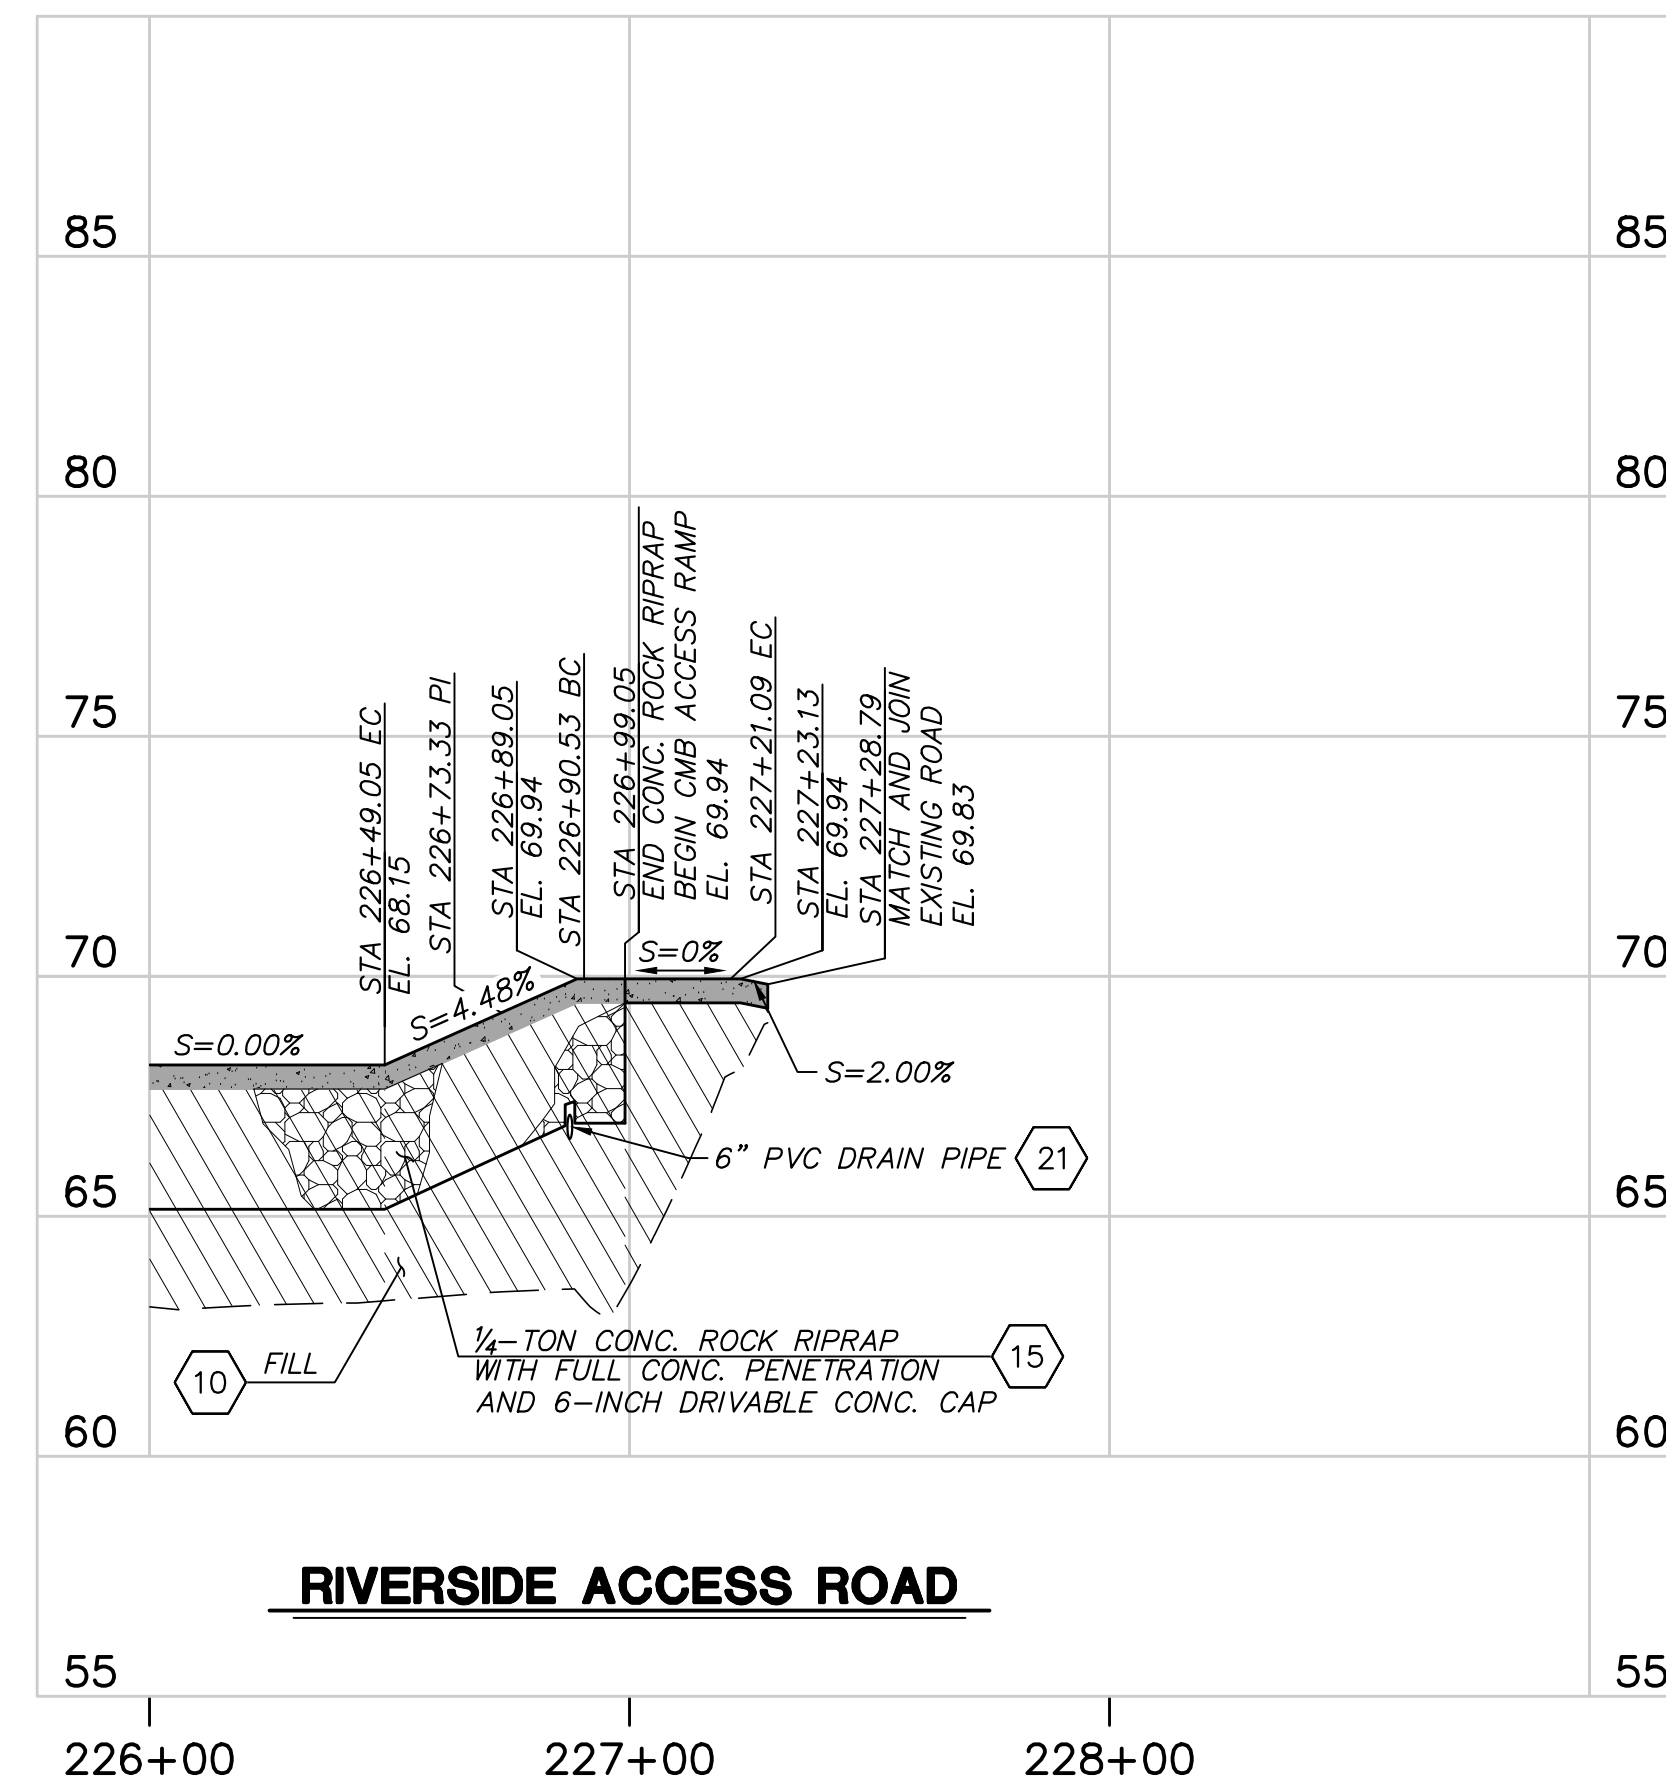 85
85
80
80
75
75
STA 226+49.05 EC
EL. 68.15
STA 226+73.33 PI
STA 226+89.05
EL. 69.94
STA 226+90.53 BC
STA 226+99.05
END CONC. ROCK RIPRAP
BEGIN CMB ACCESS RAMP
EL. 69.94
STA 227+21.09 EC
STA 227+23.13
EL. 69.94
STA 227+28.79
MATCH AND JOIN
EXISTING ROAD
EL. 69.83
70
70
S=0.00%
S=4.48%
S=0%
S=2.00%
6" PVC DRAIN PIPE
21
65
65
10
FILL
¼-TON CONC. ROCK RIPRAP
WITH FULL CONC. PENETRATION
AND 6-INCH DRIVABLE CONC. CAP
15
60
60
RIVERSIDE ACCESS ROAD
55
55
226+00
227+00
228+00